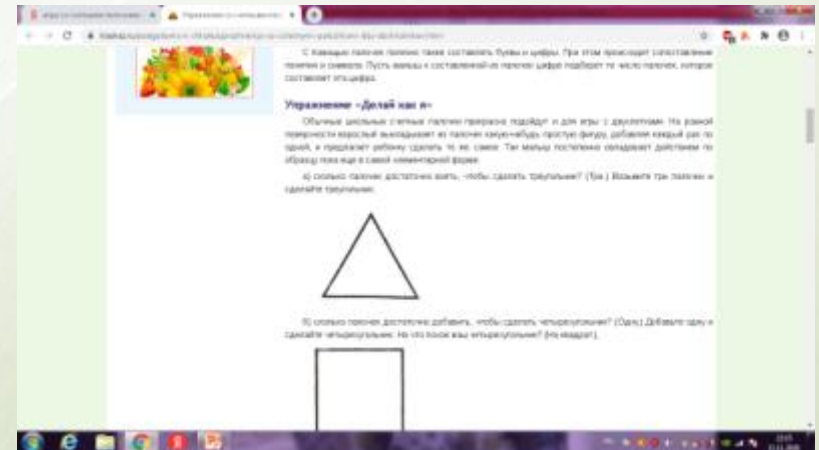 С помощью палочек полезно также составлять буквы и цифры. При этом происходит сопоставление
понятия и символа. Пусть малыш к составленной из палочек цифре подберет то число палочек, которое
составляет эта цифра.
Упражнение «Делай как я»
Обычные школьные счетные палочки прекрасно подойдут и для игры с двухлетками. На ровной
поверхности взрослый выкладывает из палочек какую-нибудь простую фигуру, добавляя каждый раз по
одной, и предлагает ребенку сделать то же самое. Так малыш постепенно овладевает действием по
образцу пока еще в самой элементарной форме.
а) сколько палочек достаточно взять, чтобы сделать треугольник? (Три.) Возьмите три палочки и
сделайте треугольник.
б) сколько палочек достаточно добавить, чтобы сделать четырехугольник? (Одну.) Добавьте одну и
сделайте четырехугольник. На что похож ваш четырехугольник? (На квадрат).